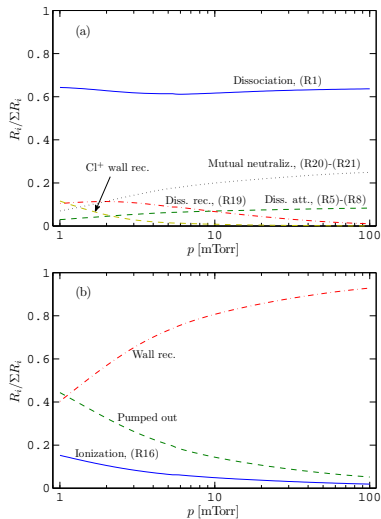 1
(a)
0.8
Dissociation, (R1)
0.6
R_i/ΣR_i
0.4
Cl⁺ wall rec.
Mutual neutraliz., (R20)-(R21)
0.2
Diss. rec., (R19)
Diss. att., (R5)-(R8)
0
1
10
100
p [mTorr]
1
(b)
0.8
Wall rec.
0.6
R_i/ΣR_i
0.4
Pumped out
0.2
Ionization, (R16)
0
1
10
100
p [mTorr]